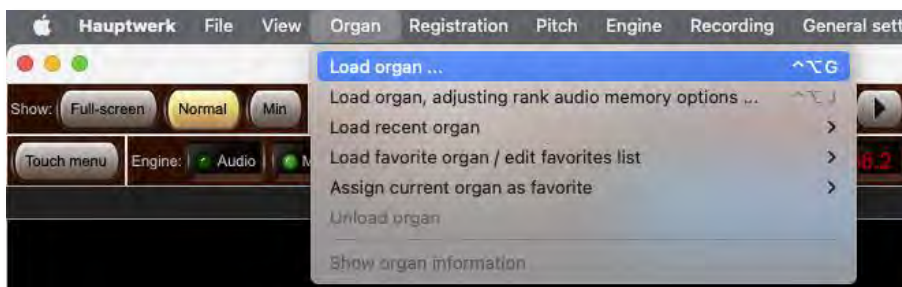 Hauptwerk File View Organ Registration Pitch Engine Recording General sett
Load organ ... ^⌥G
Show: Full-screen Normal Min
Load organ, adjusting rank audio memory options ... ^⌥J
Load recent organ >
Touch menu Engine: Audio M
Load favorite organ / edit favorites list >
Assign current organ as favorite >
Unload organ
Show organ information